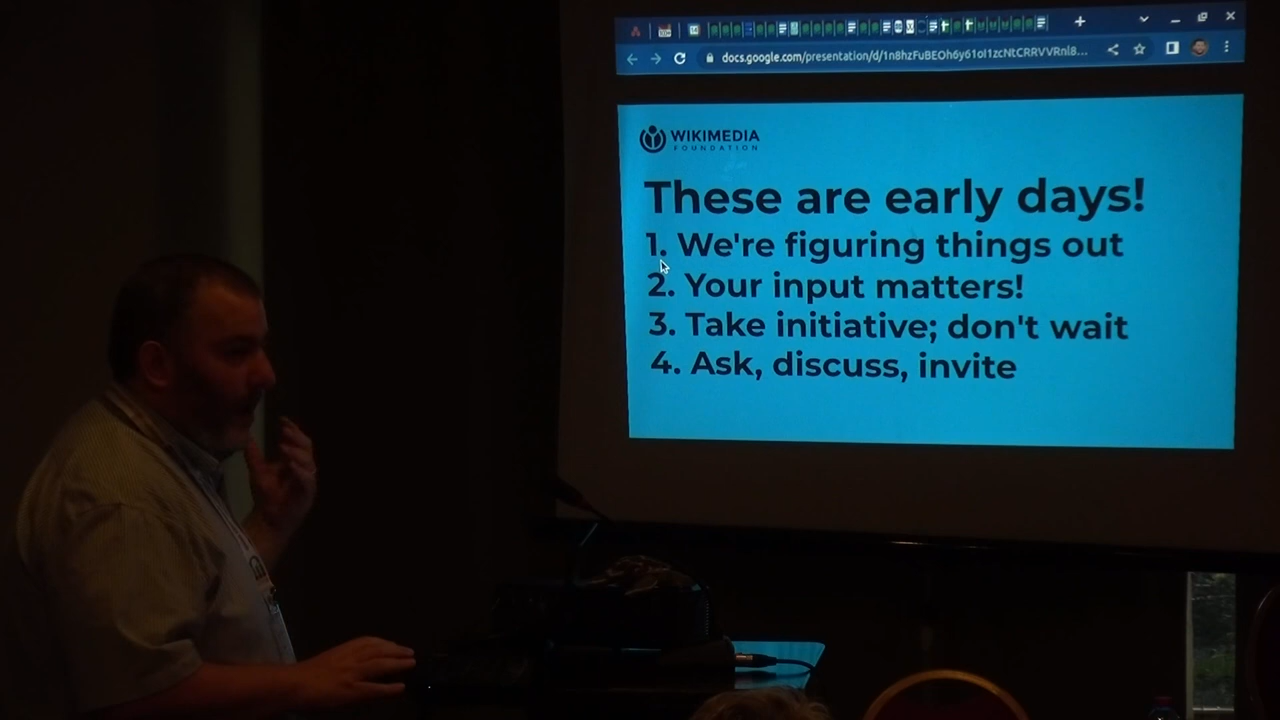 docs.google.com/presentation/d/1n8hzFuBEOh6y61oI1zcNtCRRVVRnl8...
WIKIMEDIA
FOUNDATION
These are early days!
1. We're figuring things out
2. Your input matters!
3. Take initiative; don't wait
4. Ask, discuss, invite